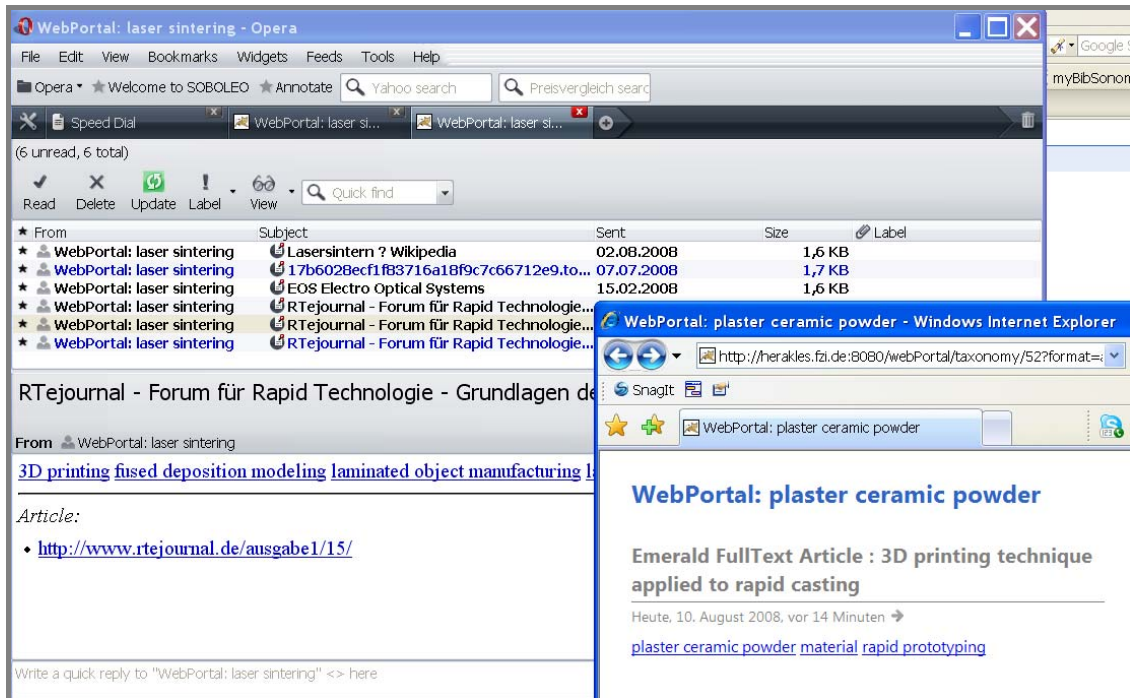 WebPortal: laser sintering - Opera
File Edit View Bookmarks Widgets Feeds Tools Help
Opera Welcome to SOBOLEO Annotate Yahoo search Preisvergleich searc
Speed Dial WebPortal: laser si... WebPortal: laser si...
(6 unread, 6 total)
Read Delete Update Label View Quick find
From Subject Sent Size Label
WebPortal: laser sintering Lasersintern ? Wikipedia 02.08.2008 1,6 KB
WebPortal: laser sintering 17b6028ecf1f83716a18f9c7c66712e9.to... 07.07.2008 1,7 KB
WebPortal: laser sintering EOS Electro Optical Systems 15.02.2008 1,6 KB
WebPortal: laser sintering RTejournal - Forum für Rapid Technologie...
WebPortal: laser sintering RTejournal - Forum für Rapid Technologie...
WebPortal: laser sintering RTejournal - Forum für Rapid Technologie...
RTejournal - Forum für Rapid Technologie - Grundlagen de
From WebPortal: laser sintering
3D printing fused deposition modeling laminated object manufacturing l
Article:
• http://www.rtejournal.de/ausgabe1/15/
Write a quick reply to "WebPortal: laser sintering" <> here
Google S
myBibSonom
WebPortal: plaster ceramic powder - Windows Internet Explorer
http://herakles.fzi.de:8080/webPortal/taxonomy/52?format=a
SnagIt
WebPortal: plaster ceramic powder
WebPortal: plaster ceramic powder
Emerald FullText Article : 3D printing technique
applied to rapid casting
Heute, 10. August 2008, vor 14 Minuten
plaster ceramic powder material rapid prototyping